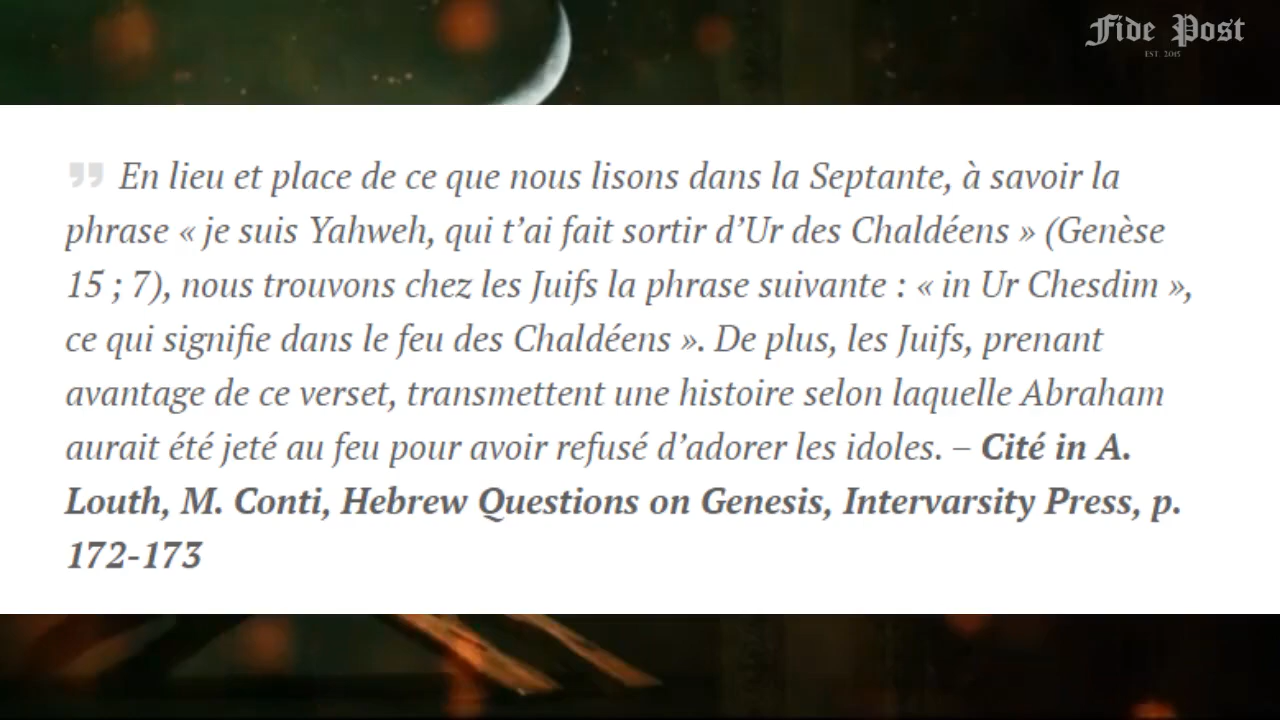 Fide Post
EST. 2015
” En lieu et place de ce que nous lisons dans la Septante, à savoir la
phrase « je suis Yahweh, qui t’ai fait sortir d’Ur des Chaldéens » (Genèse
15 ; 7), nous trouvons chez les Juifs la phrase suivante : « in Ur Chesdim »,
ce qui signifie dans le feu des Chaldéens ». De plus, les Juifs, prenant
avantage de ce verset, transmettent une histoire selon laquelle Abraham
aurait été jeté au feu pour avoir refusé d’adorer les idoles. – Cité in A.
Louth, M. Conti, Hebrew Questions on Genesis, Intervarsity Press, p.
172-173